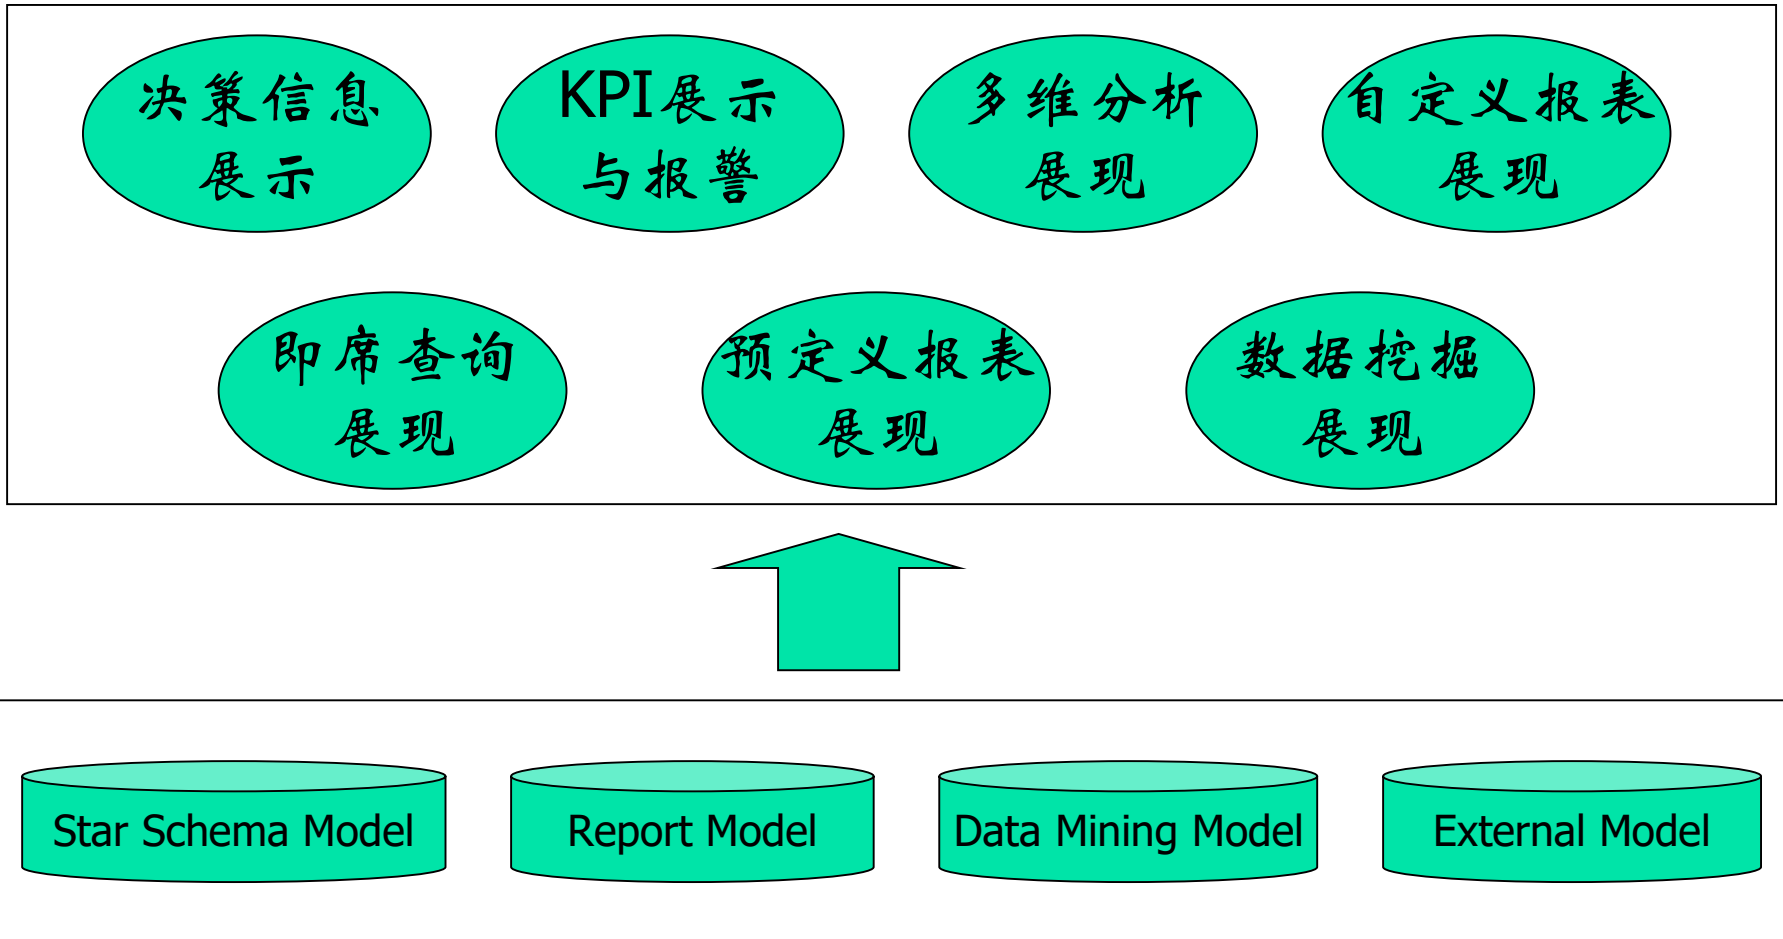 决策信息
展示
KPI展示
与报警
多维分析
展现
自定义报表
展现
即席查询
展现
预定义报表
展现
数据挖掘
展现
Star Schema Model
Report Model
Data Mining Model
External Model